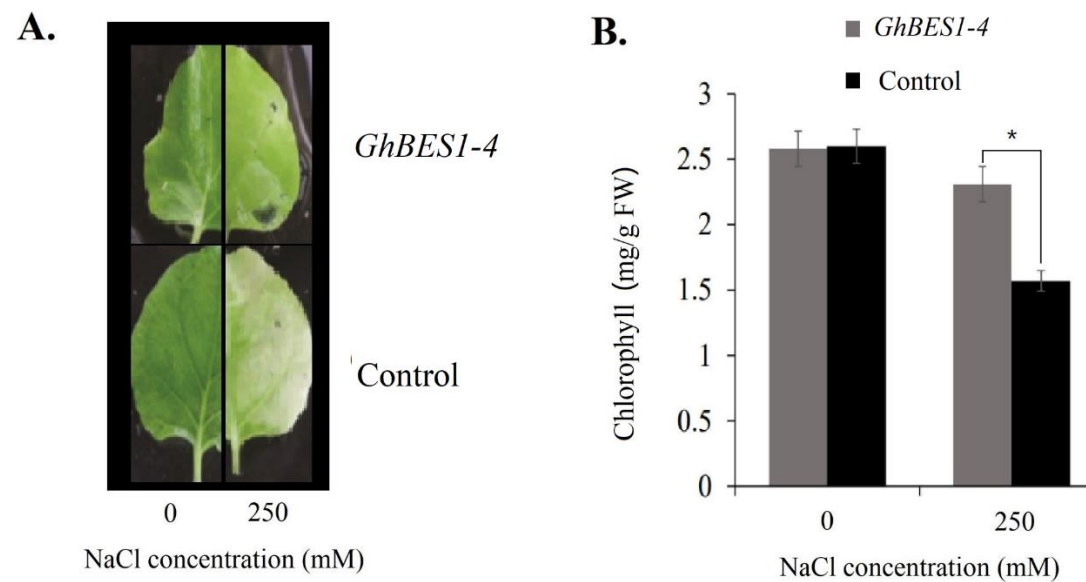 A.
GhBES1-4
Control
0 250
NaCl concentration (mM)
B.
GhBES1-4
Control
Chlorophyll (mg/g FW)
3
2.5
2
1.5
1
0.5
0
*
0 250
NaCl concentration (mM)